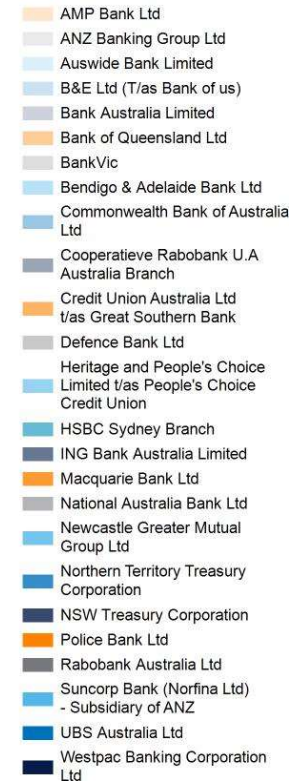 AMP Bank Ltd
ANZ Banking Group Ltd
Auswide Bank Limited
B&E Ltd (T/as Bank of us)
Bank Australia Limited
Bank of Queensland Ltd
BankVic
Bendigo & Adelaide Bank Ltd
Commonwealth Bank of Australia
Ltd
Cooperatieve Rabobank U.A
Australia Branch
Credit Union Australia Ltd
t/as Great Southern Bank
Defence Bank Ltd
Heritage and People's Choice
Limited t/as People's Choice
Credit Union
HSBC Sydney Branch
ING Bank Australia Limited
Macquarie Bank Ltd
National Australia Bank Ltd
Newcastle Greater Mutual
Group Ltd
Northern Territory Treasury
Corporation
NSW Treasury Corporation
Police Bank Ltd
Rabobank Australia Ltd
Suncorp Bank (Norfina Ltd)
- Subsidiary of ANZ
UBS Australia Ltd
Westpac Banking Corporation
Ltd